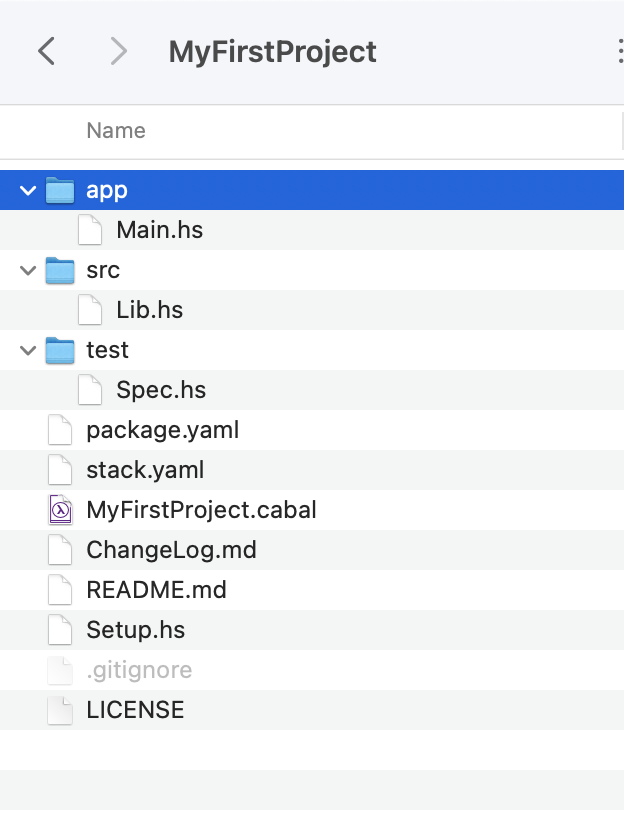 MyFirstProject
Name
app
Main.hs
src
Lib.hs
test
Spec.hs
package.yaml
stack.yaml
MyFirstProject.cabal
ChangeLog.md
README.md
Setup.hs
.gitignore
LICENSE